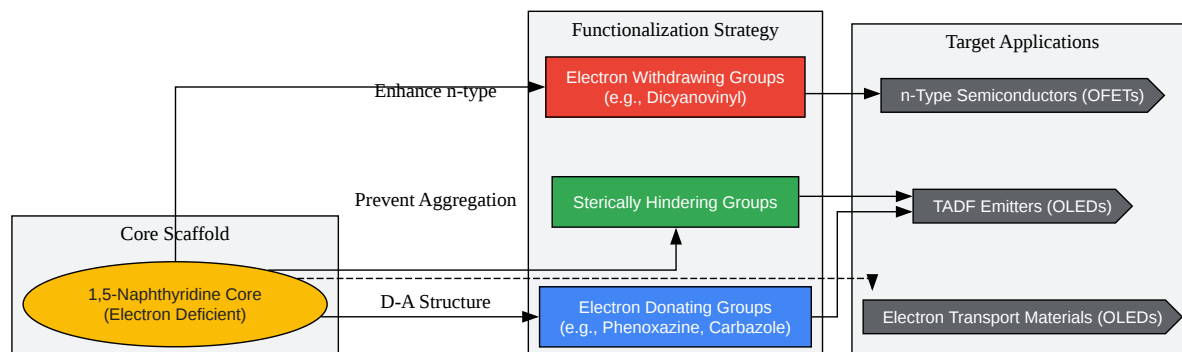 Functionalization Strategy
Target Applications
Electron Withdrawing Groups
(e.g., Dicyanovinyl)
Enhance n-type
n-Type Semiconductors (OFETs)
Prevent Aggregation
Sterically Hindering Groups
TADF Emitters (OLEDs)
Core Scaffold
1,5-Naphthyridine Core
(Electron Deficient)
D-A Structure
Electron Donating Groups
(e.g., Phenoxazine, Carbazole)
Electron Transport Materials (OLEDs)